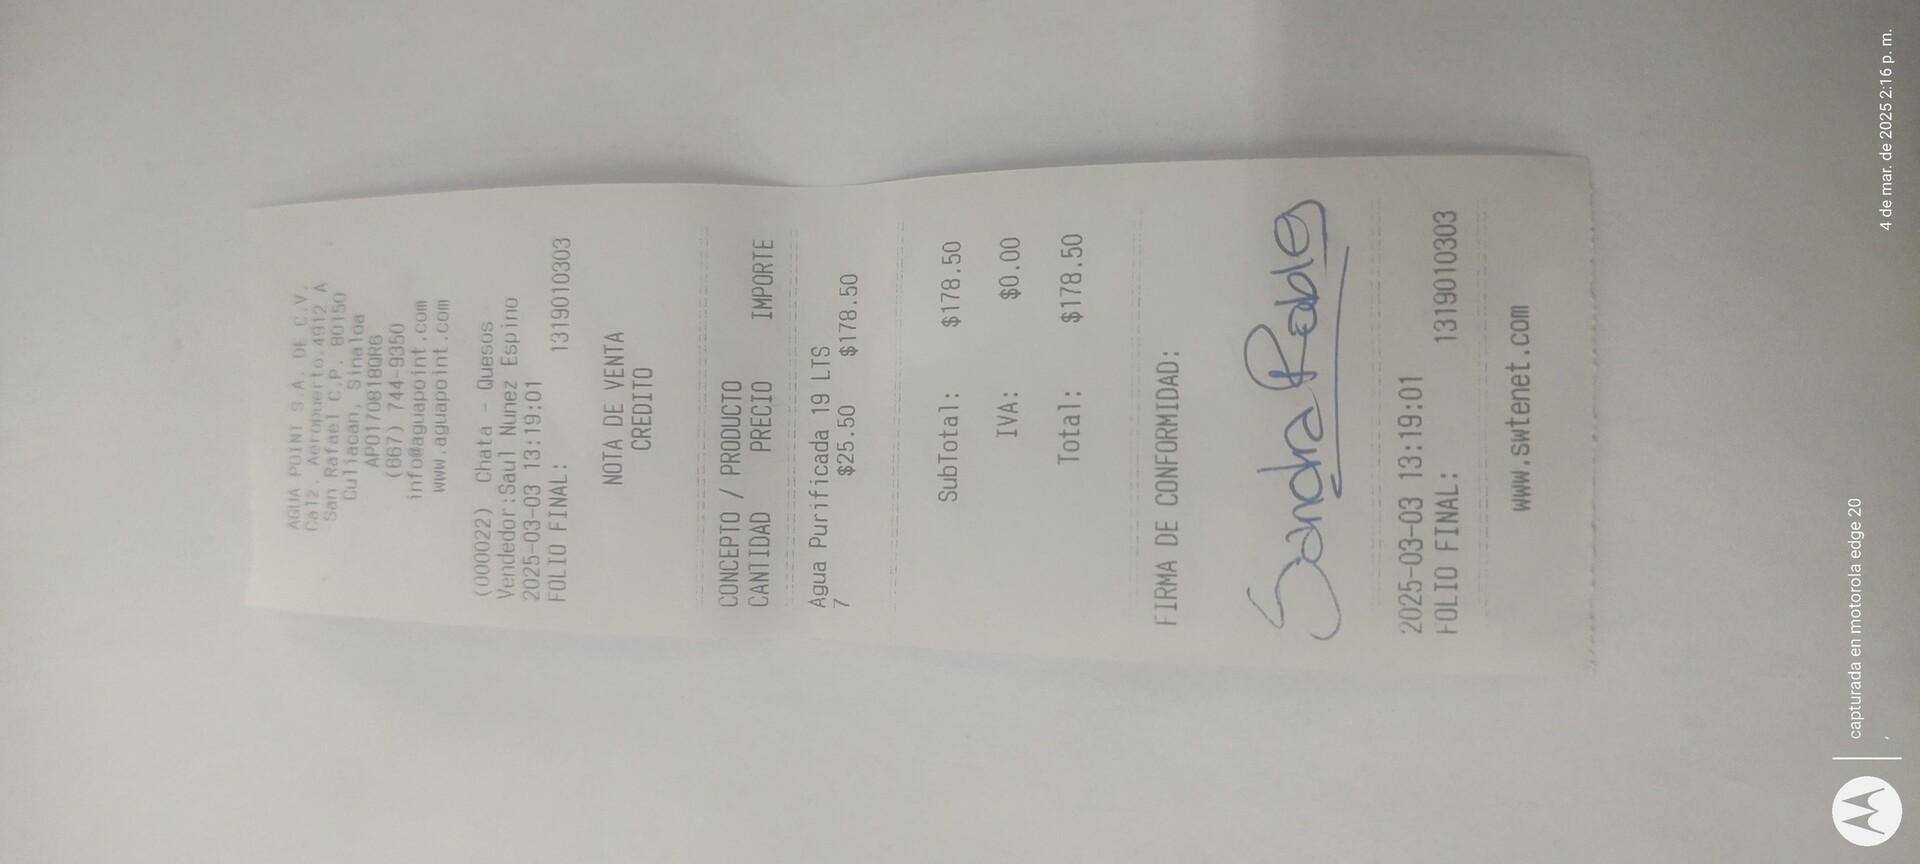 AGUA POINT S.A. DE C.V.
Calz. Aeropuerto.4912 A
San Rafael C.P. 80150
Culiacan, Sinaloa
APO170818QR6
(667) 744-9350
info@aguapoint.com
www.aguapoint.com
(000022) Chata - Quesos
Vendedor:Saul Nunez Espino
2025-03-03 13:19:01
FOLIO FINAL: 1319010303
NOTA DE VENTA
CREDITO
CONCEPTO / PRODUCTO
CANTIDAD PRECIO IMPORTE
Agua Purificada 19 LTS
7 $25.50 $178.50
SubTotal: $178.50
IVA: $0.00
Total: $178.50
FIRMA DE CONFORMIDAD:
Sandra Robles
2025-03-03 13:19:01
FOLIO FINAL: 1319010303
www.swtenet.com
capturada en motorola edge 20
4 de mar. de 2025 2:16 p. m.